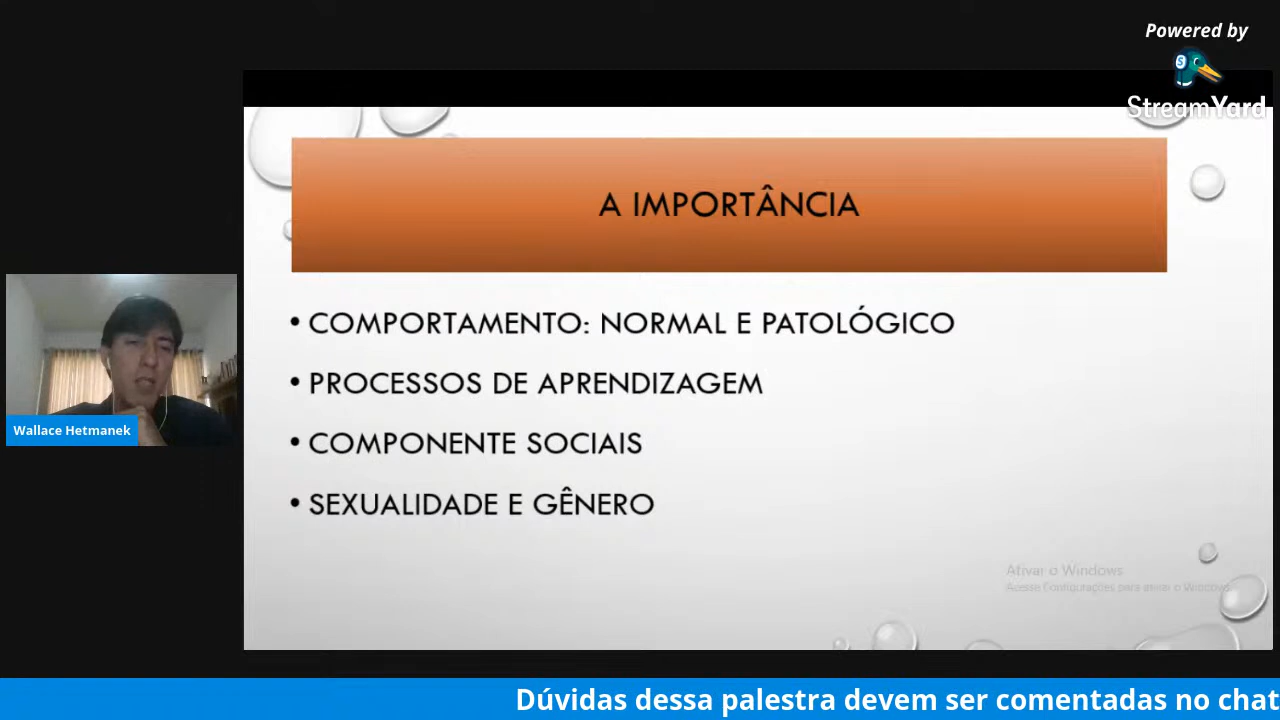 Powered by
StreamYard
A IMPORTÂNCIA
• COMPORTAMENTO: NORMAL E PATOLÓGICO
• PROCESSOS DE APRENDIZAGEM
• COMPONENTE SOCIAIS
• SEXUALIDADE E GÊNERO
Wallace Hetmanek
Ativar o Windows
Acesse Configurações para ativar o Windows.
Dúvidas dessa palestra devem ser comentadas no chat